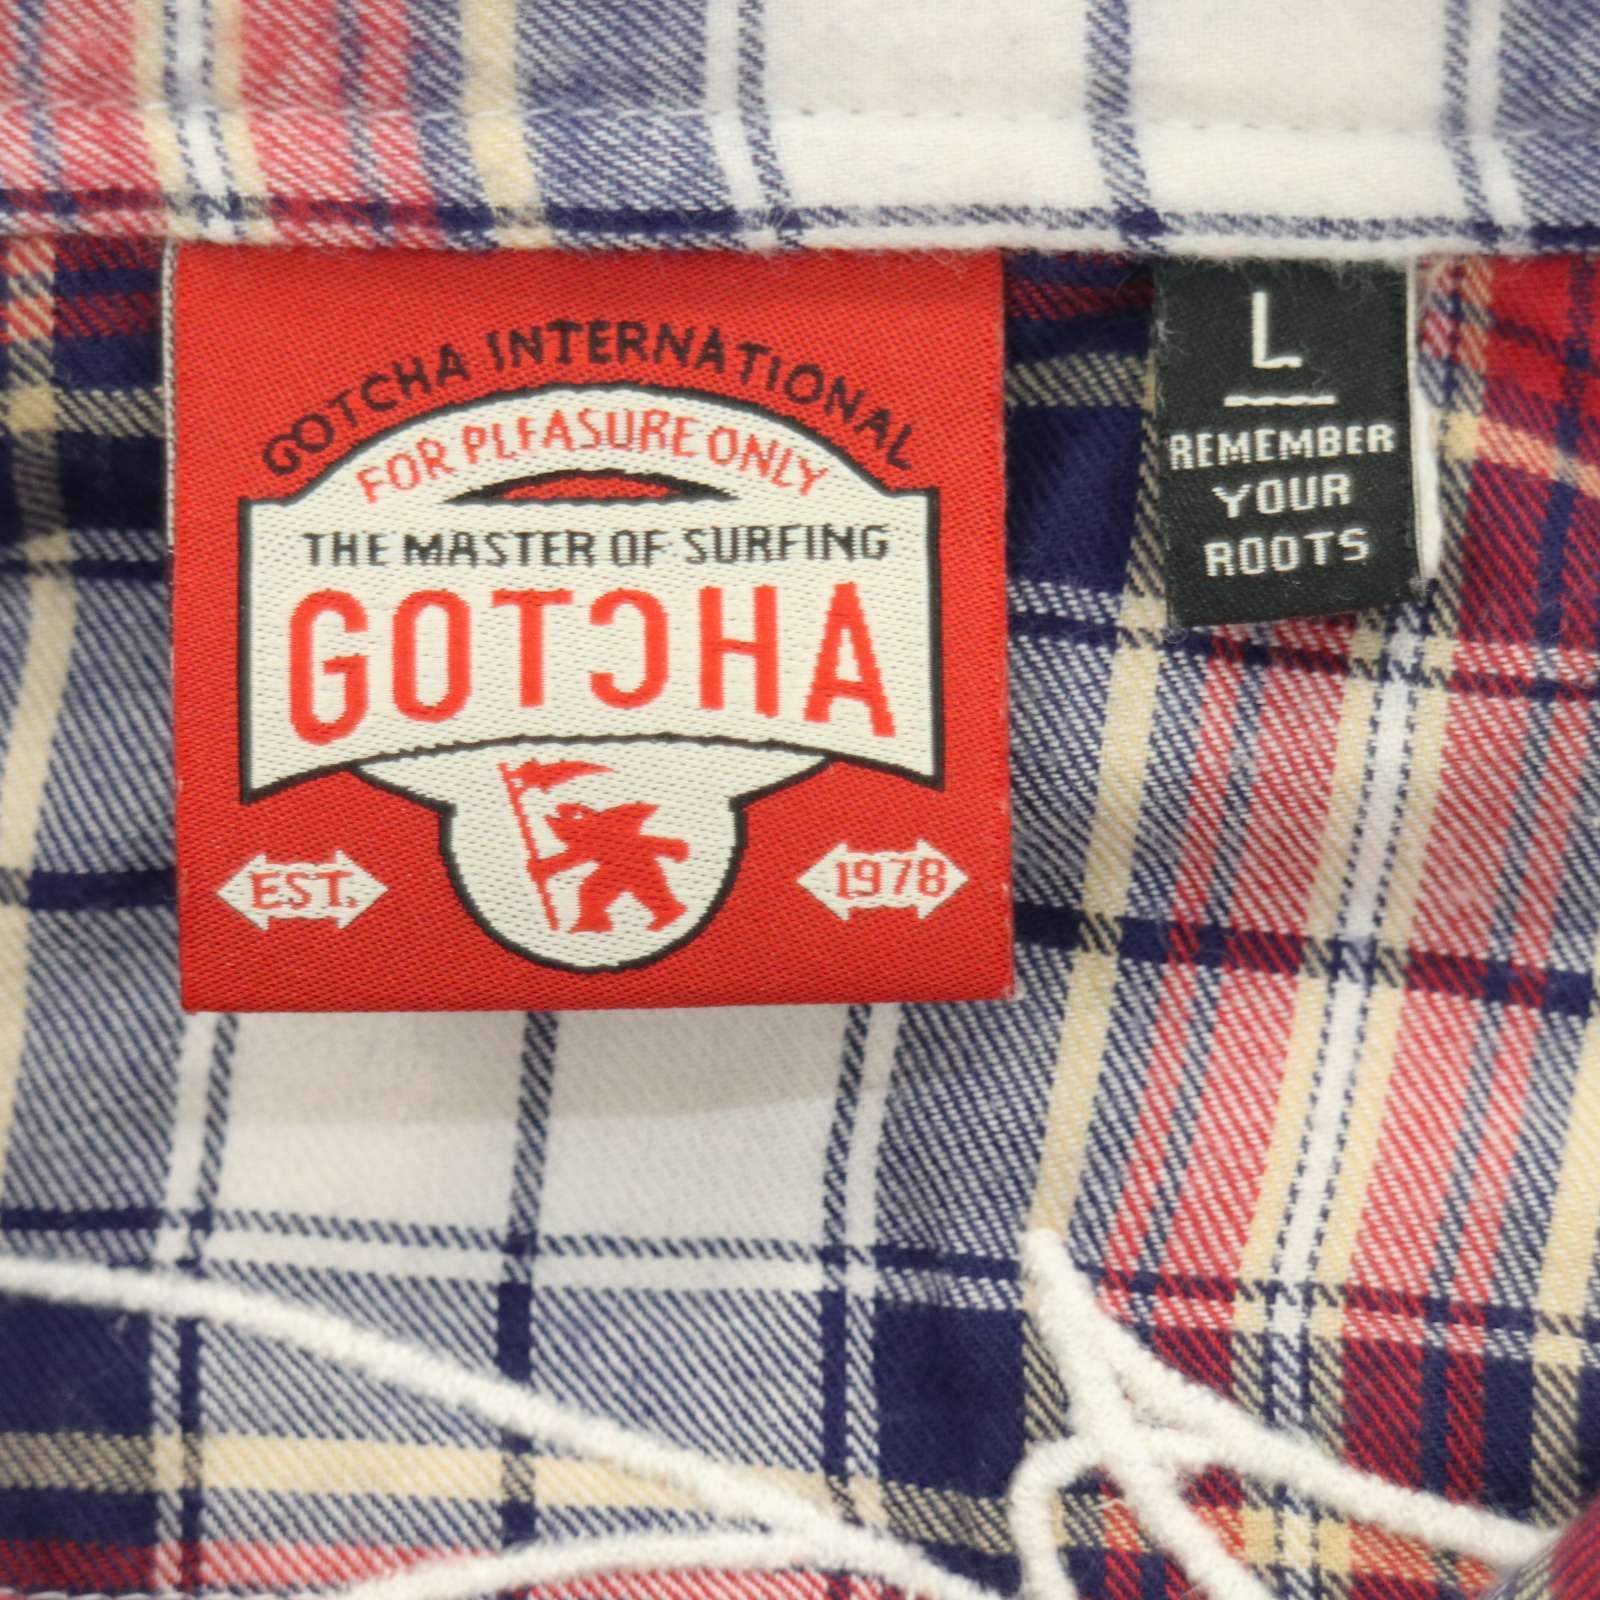 GOTCHA INTERNATIONAL
FOR PLEASURE ONLY
THE MASTER OF SURFING
GOTCHA
EST.
1978
L
REMEMBER
YOUR
ROOTS